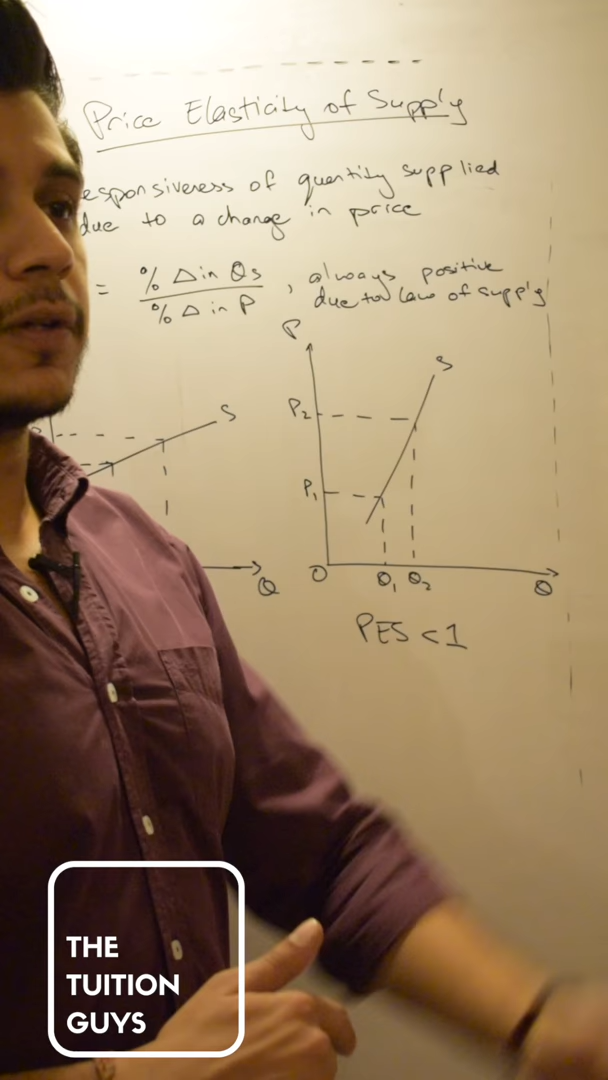 Price Elasticity of Supply
esponsiveness of quantity supplied
due to a change in price
= % Δ in Qs / % Δ in P , always positive
due to law of supply
P
S
P₂
P₁
O
Q₁
Q₂
Q
S
Q
PES < 1
THE
TUITION
GUYS